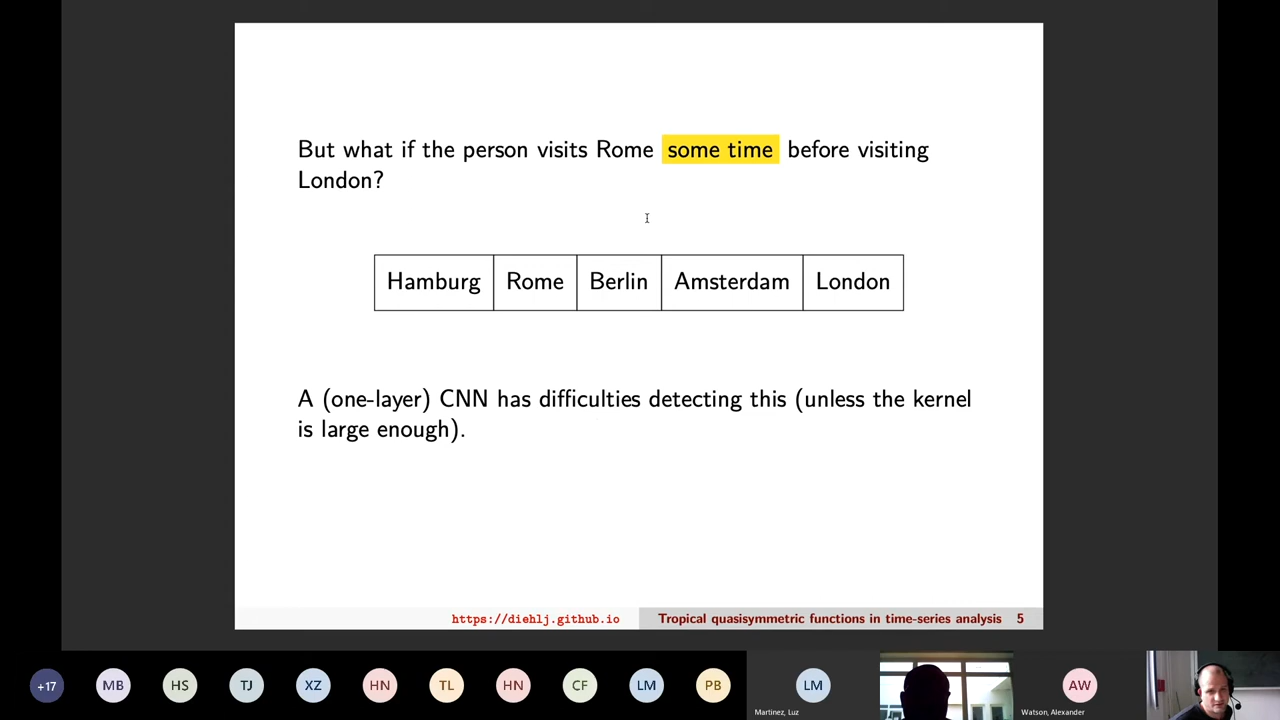 But what if the person visits Rome some time before visiting
London?
Hamburg Rome Berlin Amsterdam London
A (one-layer) CNN has difficulties detecting this (unless the kernel
is large enough).
https://diehlj.github.io Tropical quasisymmetric functions in time-series analysis 5
+17 MB HS TJ XZ HN TL HN CF LM PB LM AW
Martinez, Luz Watson, Alexander